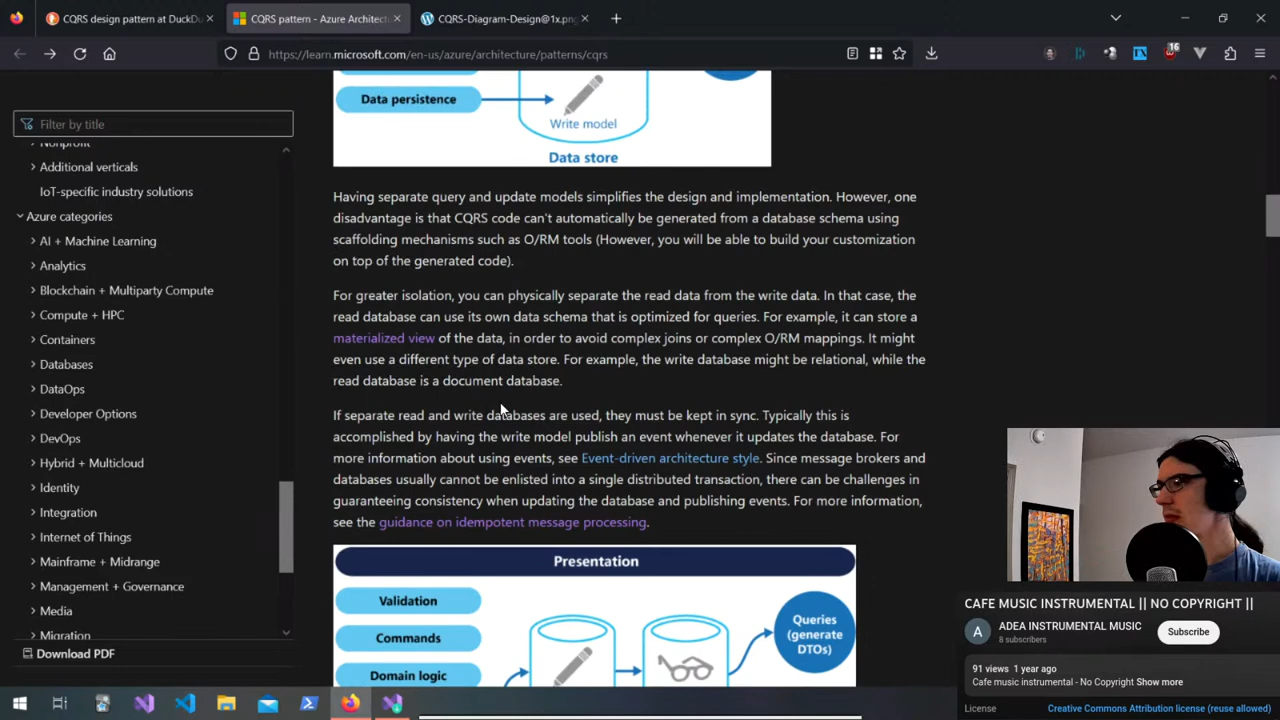 CQRS design pattern at DuckDu
CQRS pattern - Azure Architect
CQRS-Diagram-Design@1x.png
https://learn.microsoft.com/en-us/azure/architecture/patterns/cqrs
16
Filter by title
Nonprofit
Additional verticals
IoT-specific industry solutions
Azure categories
AI + Machine Learning
Analytics
Blockchain + Multiparty Compute
Compute + HPC
Containers
Databases
DataOps
Developer Options
DevOps
Hybrid + Multicloud
Identity
Integration
Internet of Things
Mainframe + Midrange
Management + Governance
Media
Migration
Download PDF
Data persistence
Write model
Data store
Having separate query and update models simplifies the design and implementation. However, one
disadvantage is that CQRS code can't automatically be generated from a database schema using
scaffolding mechanisms such as O/RM tools (However, you will be able to build your customization
on top of the generated code).
For greater isolation, you can physically separate the read data from the write data. In that case, the
read database can use its own data schema that is optimized for queries. For example, it can store a
materialized view of the data, in order to avoid complex joins or complex O/RM mappings. It might
even use a different type of data store. For example, the write database might be relational, while the
read database is a document database.
If separate read and write databases are used, they must be kept in sync. Typically this is
accomplished by having the write model publish an event whenever it updates the database. For
more information about using events, see Event-driven architecture style. Since message brokers and
databases usually cannot be enlisted into a single distributed transaction, there can be challenges in
guaranteeing consistency when updating the database and publishing events. For more information,
see the guidance on idempotent message processing.
Presentation
Validation
Commands
Domain logic
Queries
(generate
DTOs)
CAFE MUSIC INSTRUMENTAL || NO COPYRIGHT ||
A
ADEA INSTRUMENTAL MUSIC
8 subscribers
Subscribe
91 views 1 year ago
Cafe music instrumental - No Copyright Show more
License
Creative Commons Attribution license (reuse allowed)